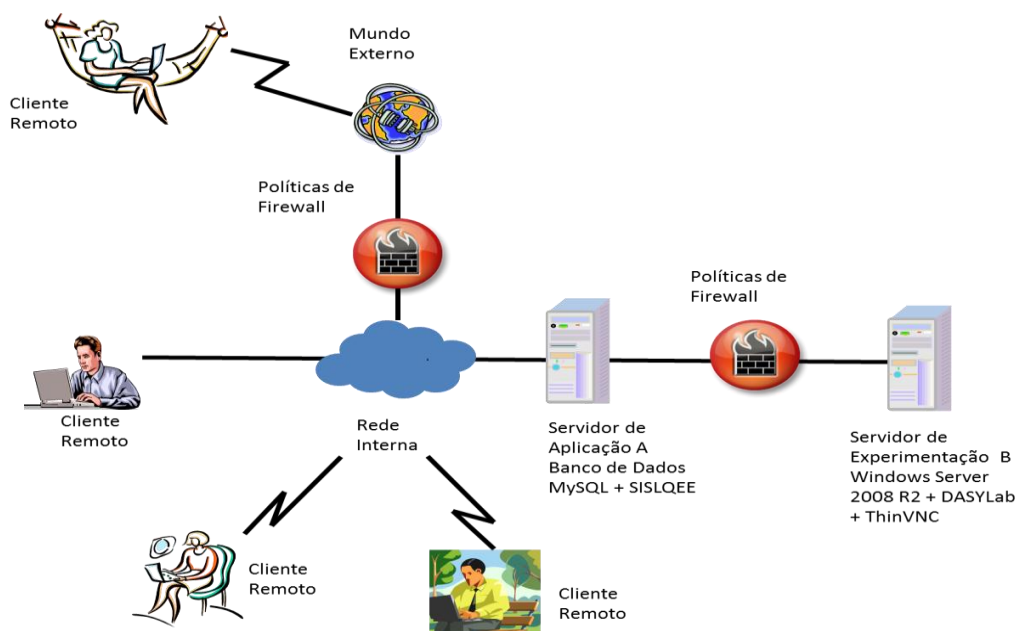 Mundo
Externo
Cliente
Remoto
Políticas de
Firewall
Políticas de
Firewall
Cliente
Remoto
Rede
Interna
Servidor de
Aplicação A
Banco de Dados
MySQL + SISLQEE
Servidor de
Experimentação B
Windows Server
2008 R2 + DASYLab
+ ThinVNC
Cliente
Remoto
Cliente
Remoto